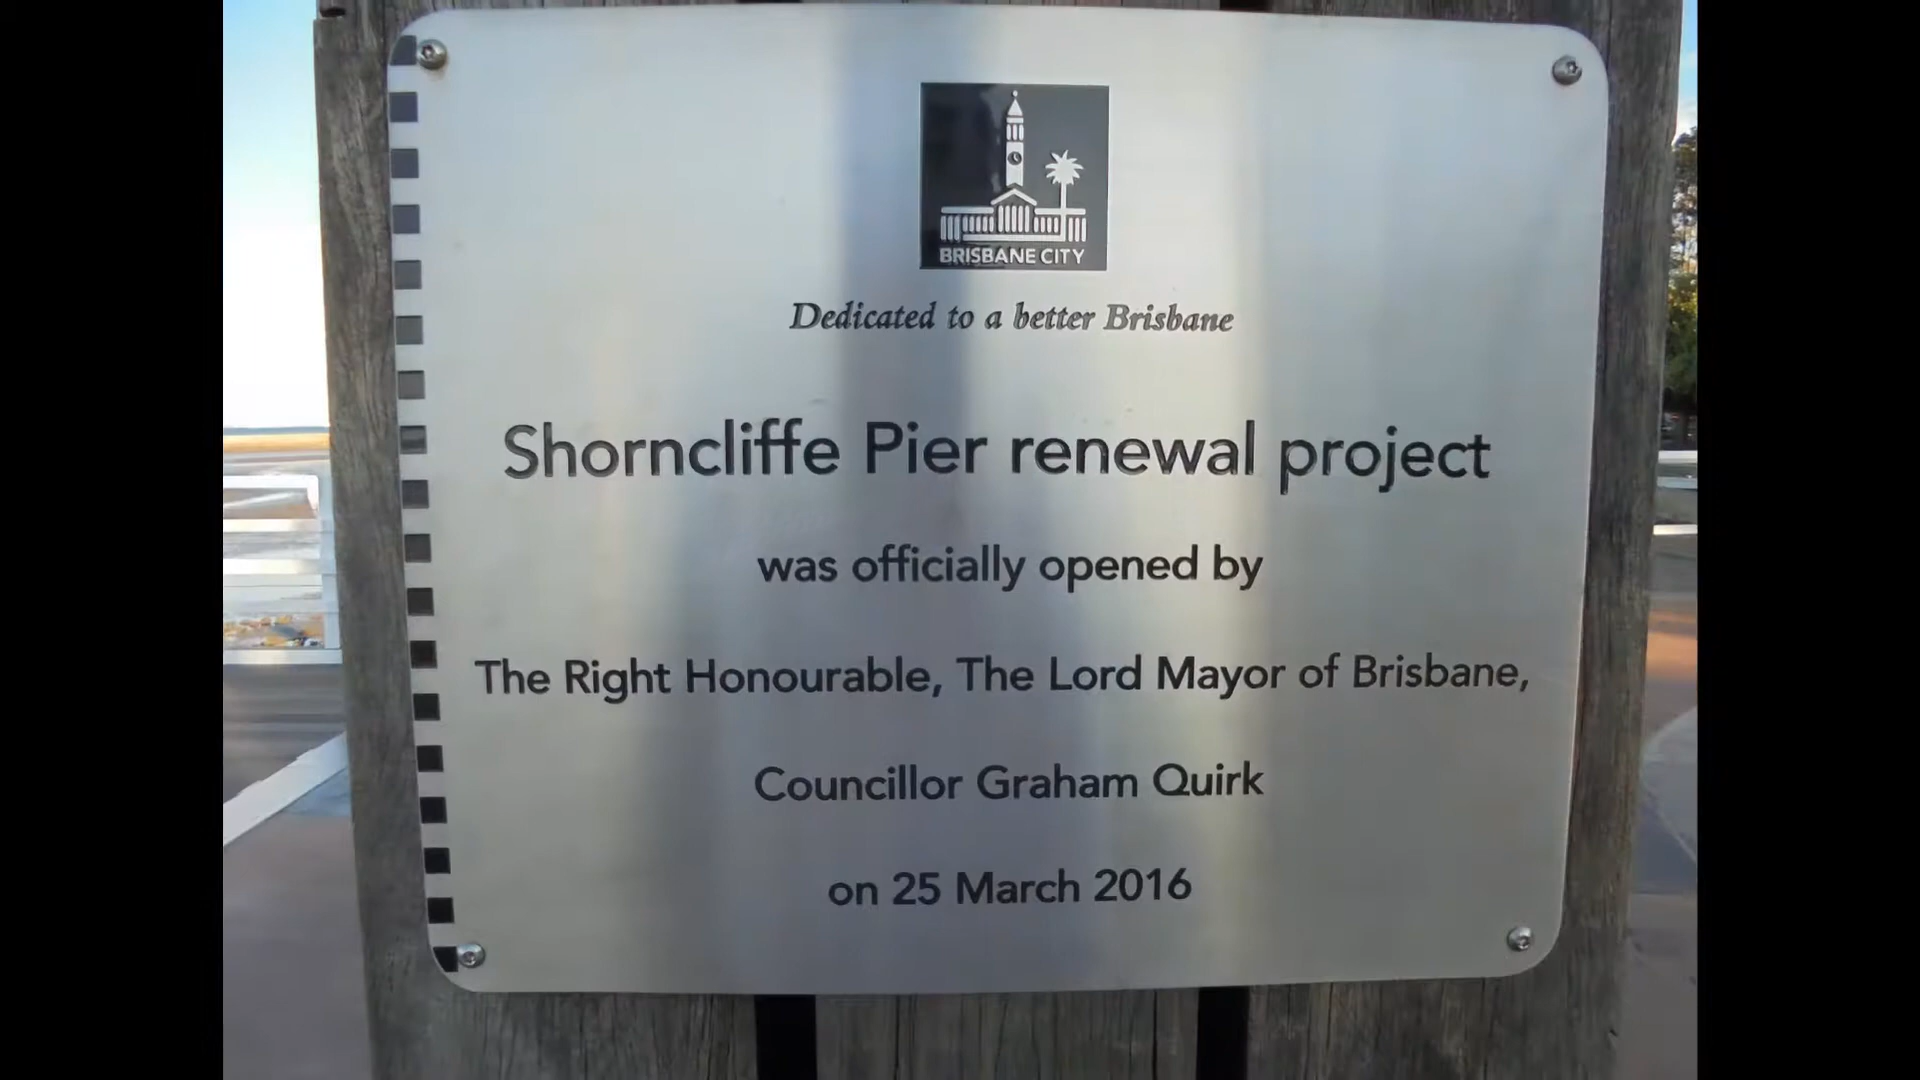 BRISBANE CITY
Dedicated to a better Brisbane
Shorncliffe Pier renewal project
was officially opened by
The Right Honourable, The Lord Mayor of Brisbane,
Councillor Graham Quirk
on 25 March 2016